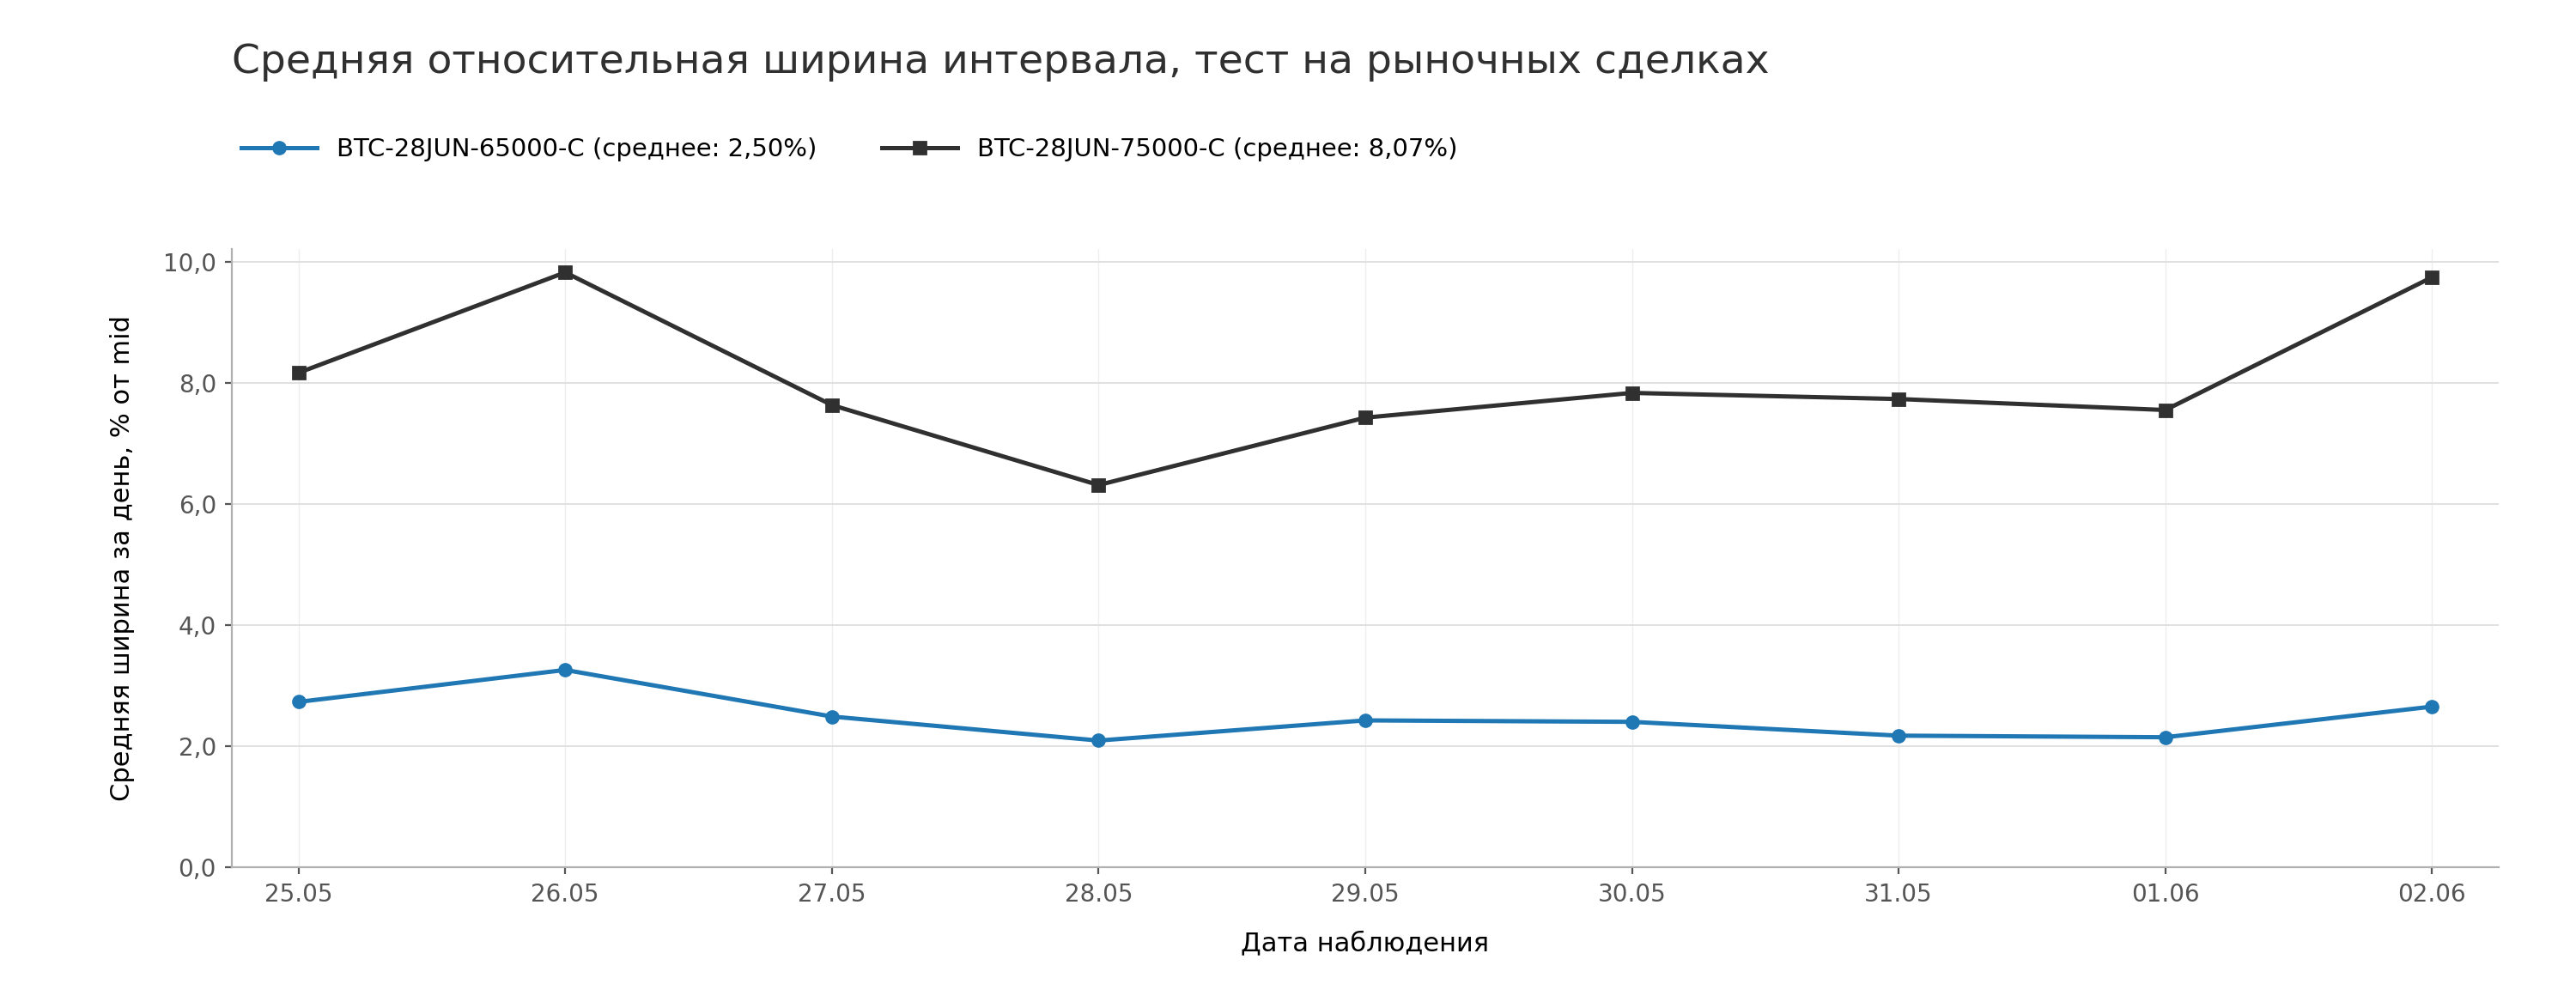 Средняя относительная ширина интервала, тест на рыночных сделках
BTC-28JUN-65000-C (среднее: 2,50%) BTC-28JUN-75000-C (среднее: 8,07%)
Средняя ширина за день, % от mid
10,0
8,0
6,0
4,0
2,0
0,0
25.05 26.05 27.05 28.05 29.05 30.05 31.05 01.06 02.06
Дата наблюдения